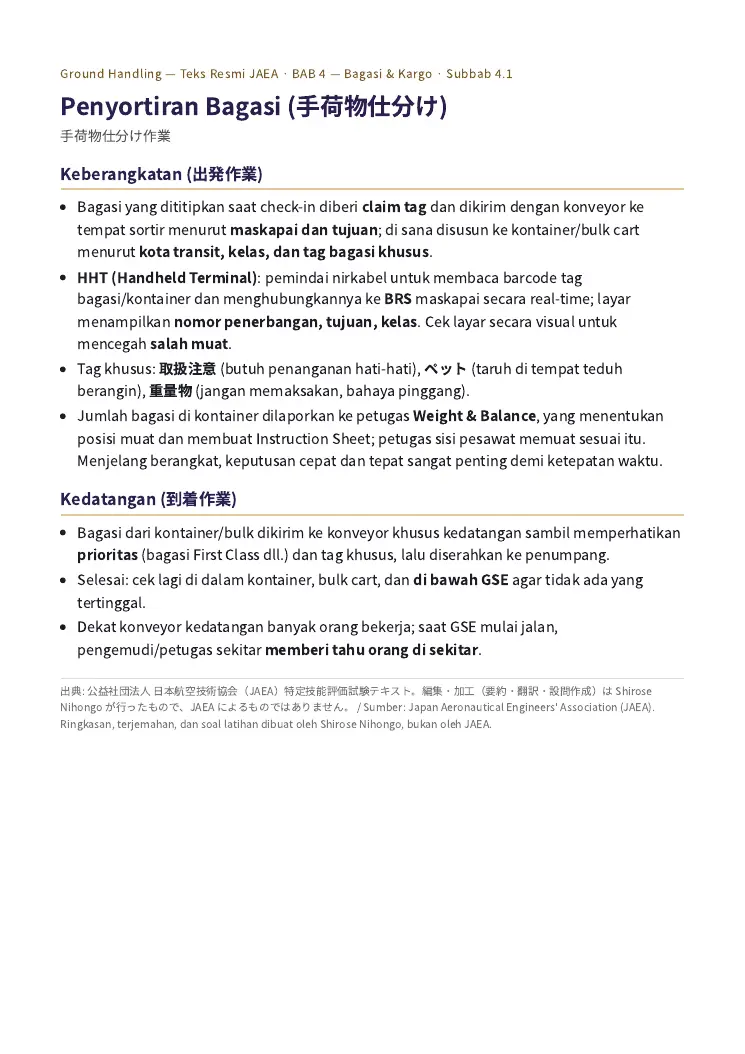 Ground Handling — Teks Resmi JAEA · BAB 4 — Bagasi & Kargo · Subbab 4.1
Penyortiran Bagasi (手荷物仕分け)
手荷物仕分け作業
Keberangkatan (出発作業)
• Bagasi yang dititipkan saat check-in diberi claim tag dan dikirim dengan konveyor ke
tempat sortir menurut maskapai dan tujuan; di sana disusun ke kontainer/bulk cart
menurut kota transit, kelas, dan tag bagasi khusus.
• HHT (Handheld Terminal): pemindai nirkabel untuk membaca barcode tag
bagasi/kontainer dan menghubungkannya ke BRS maskapai secara real-time; layar
menampilkan nomor penerbangan, tujuan, kelas. Cek layar secara visual untuk
mencegah salah muat.
• Tag khusus: 取扱注意 (butuh penanganan hati-hati), ペット (taruh di tempat teduh
berangin), 重量物 (jangan memaksakan, bahaya pinggang).
• Jumlah bagasi di kontainer dilaporkan ke petugas Weight & Balance, yang menentukan
posisi muat dan membuat Instruction Sheet; petugas sisi pesawat memuat sesuai itu.
Menjelang berangkat, keputusan cepat dan tepat sangat penting demi ketepatan waktu.
Kedatangan (到着作業)
• Bagasi dari kontainer/bulk dikirim ke konveyor khusus kedatangan sambil memperhatikan
prioritas (bagasi First Class dll.) dan tag khusus, lalu diserahkan ke penumpang.
• Selesai: cek lagi di dalam kontainer, bulk cart, dan di bawah GSE agar tidak ada yang
tertinggal.
• Dekat konveyor kedatangan banyak orang bekerja; saat GSE mulai jalan,
pengemudi/petugas sekitar memberi tahu orang di sekitar.
出典: 公益社団法人 日本航空技術協会（JAEA）特定技能評価試験テキスト。編集・加工（要約・翻訳・設問作成）は Shirose
Nihongo が行ったもので、JAEA によるものではありません。 / Sumber: Japan Aeronautical Engineers' Association (JAEA).
Ringkasan, terjemahan, dan soal latihan dibuat oleh Shirose Nihongo, bukan oleh JAEA.